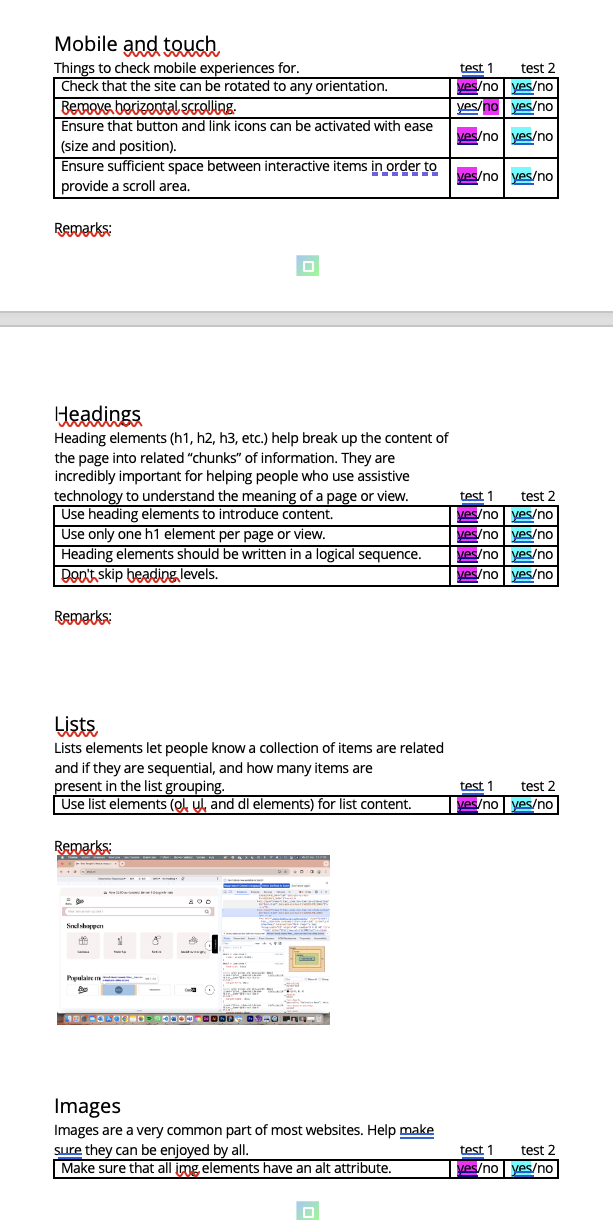 Mobile and touch
Things to check mobile experiences for. test 1 test 2
Check that the site can be rotated to any orientation. yes/no yes/no
Remove horizontal scrolling. yes/no yes/no
Ensure that button and link icons can be activated with ease
(size and position). yes/no yes/no
Ensure sufficient space between interactive items in order to
provide a scroll area. yes/no yes/no
Remarks:
Headings
Heading elements (h1, h2, h3, etc.) help break up the content of
the page into related “chunks” of information. They are
incredibly important for helping people who use assistive
technology to understand the meaning of a page or view. test 1 test 2
Use heading elements to introduce content. yes/no yes/no
Use only one h1 element per page or view. yes/no yes/no
Heading elements should be written in a logical sequence. yes/no yes/no
Don't skip heading levels. yes/no yes/no
Remarks:
Lists
Lists elements let people know a collection of items are related
and if they are sequential, and how many items are
present in the list grouping. test 1 test 2
Use list elements (ol, ul, and dl elements) for list content. yes/no yes/no
Remarks:
Snel shoppen
Images
Images are a very common part of most websites. Help make
sure they can be enjoyed by all. test 1 test 2
Make sure that all img elements have an alt attribute. yes/no yes/no